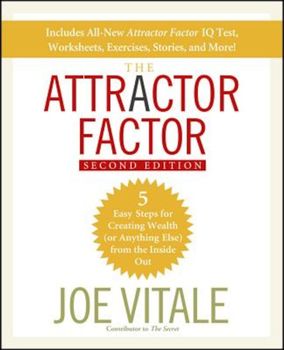 Includes All-New Attractor Factor IQ Test,
Worksheets, Exercises, Stories, and More!
THE
ATTRACTOR
FACTOR
SECOND EDITION
5
Easy Steps for
Creating Wealth
(or Anything Else)
from the Inside
Out
JOE VITALE
Contributor to The Secret